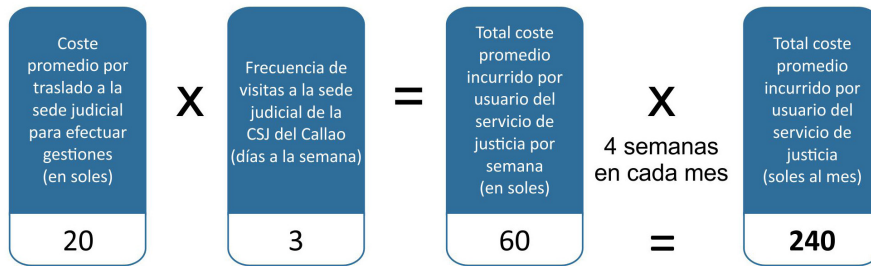 Coste
promedio por
traslado a la
sede judicial
para efectuar
gestiones
(en soles)
20
x
Frecuencia de
visitas a la sede
judicial de la
CSJ del Callao
(días a la semana)
3
=
Total coste
promedio
incurrido por
usuario del
servicio de
justicia por
semana
(en soles)
60
x
4 semanas
en cada mes
=
Total coste
promedio
incurrido por
usuario del
servicio de
justicia
(soles al mes)
240